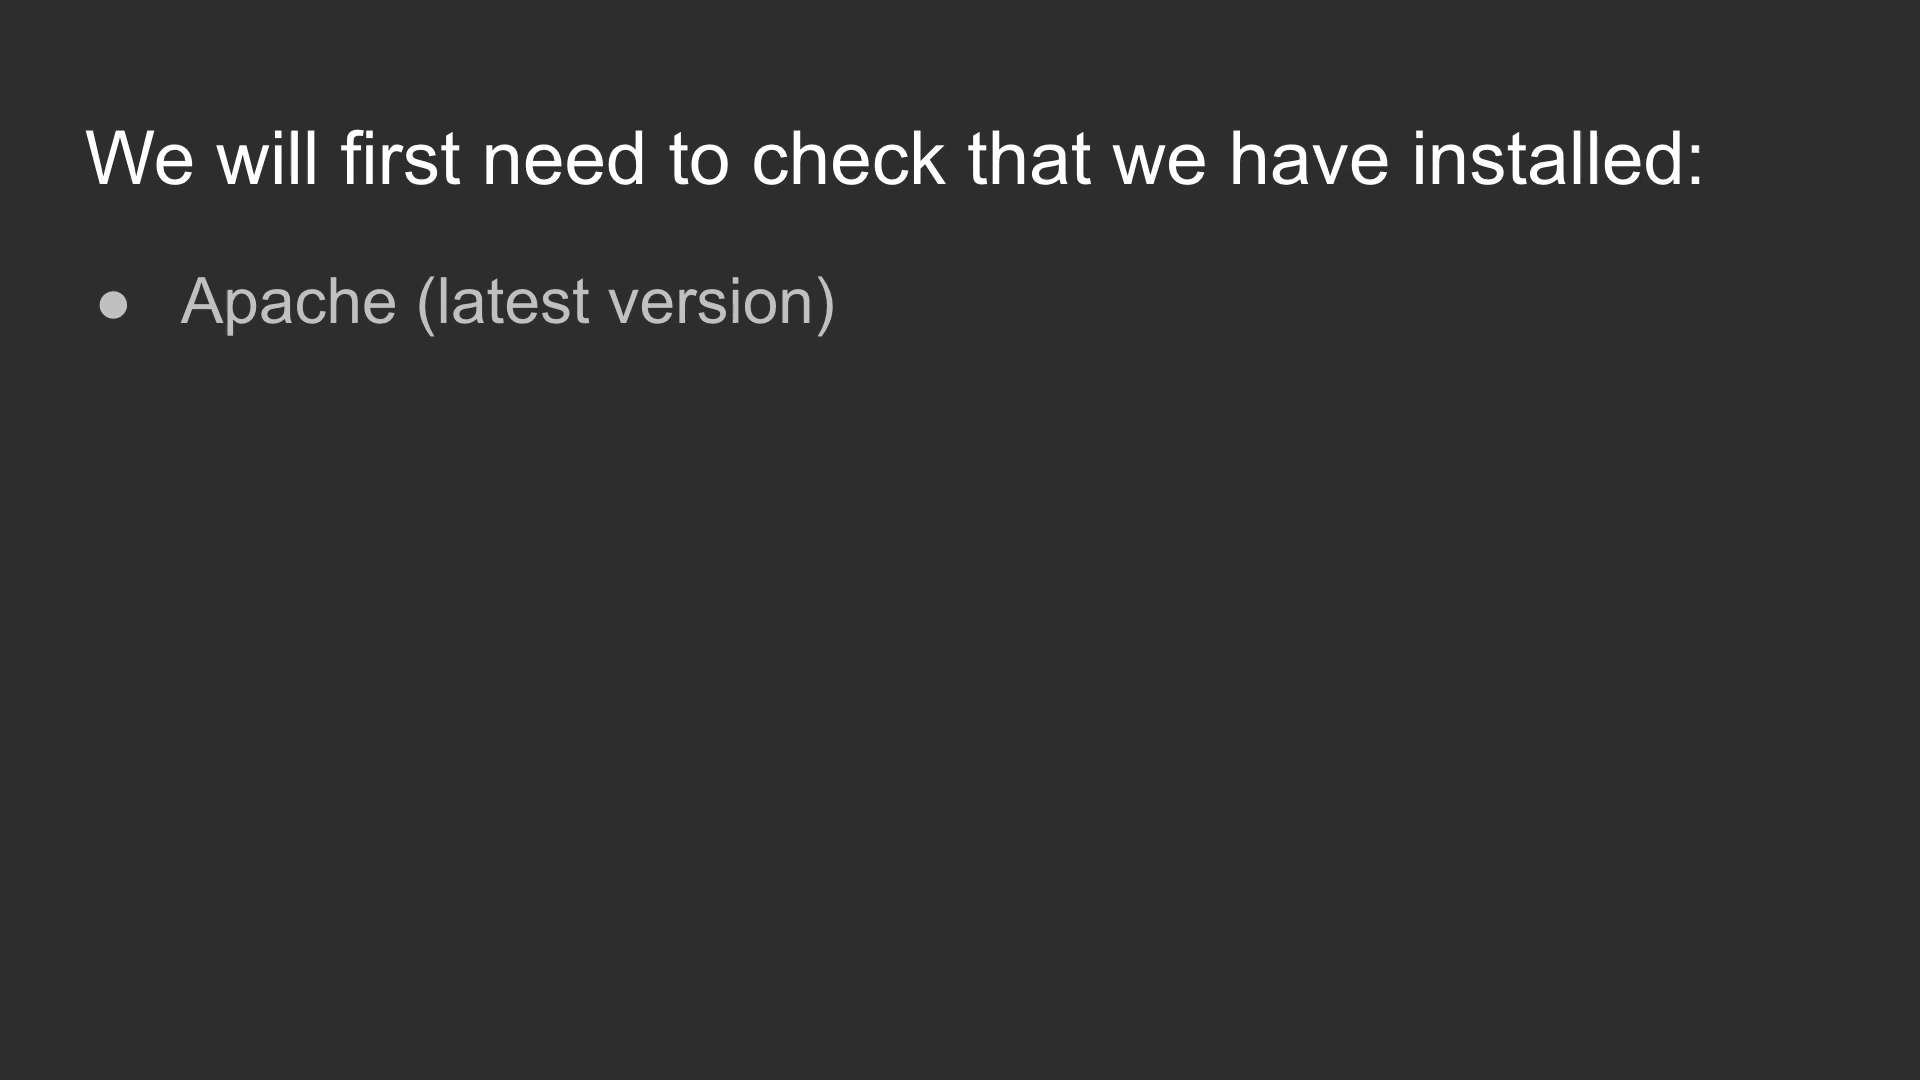 We will first need to check that we have installed:
● Apache (latest version)